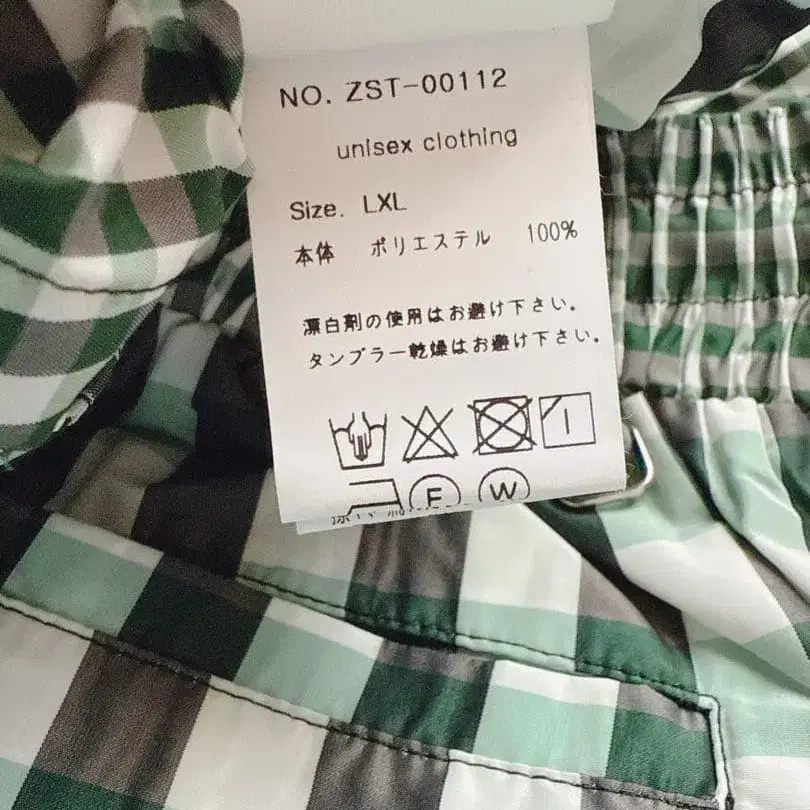 NO. ZST-00112
unisex clothing
Size. LXL
本体 ポリエステル 100%
漂白剤の使用はお避け下さい。
タンブラー乾燥はお避け下さい。
F W